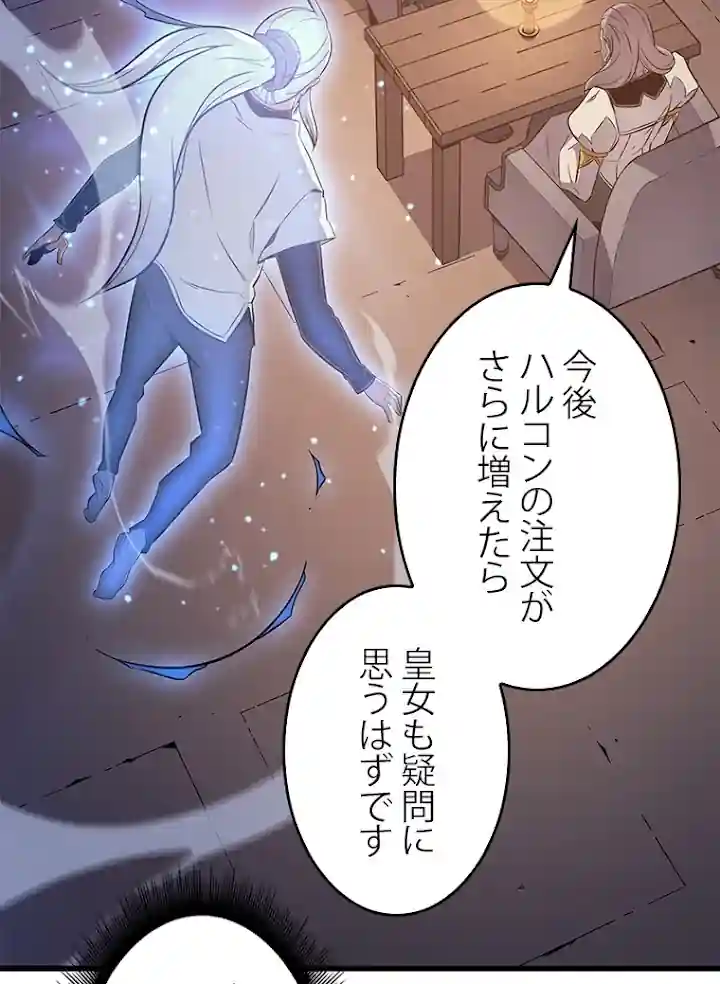 今後
ハルコンの注文が
さらに増えたら
皇女も疑問に
思うはずです